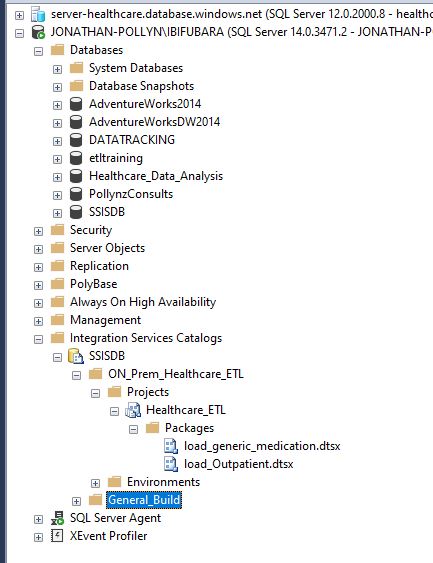 server-healthcare.database.windows.net (SQL Server 12.0.2000.8 - healthc
JONATHAN-POLLYN\IBIFUBARA (SQL Server 14.0.3471.2 - JONATHAN-P
Databases
System Databases
Database Snapshots
AdventureWorks2014
AdventureWorksDW2014
DATATRACKING
etltraining
Healthcare_Data_Analysis
PollynzConsults
SSISDB
Security
Server Objects
Replication
PolyBase
Always On High Availability
Management
Integration Services Catalogs
SSISDB
ON_Prem_Healthcare_ETL
Projects
Healthcare_ETL
Packages
load_generic_medication.dtsx
load_Outpatient.dtsx
Environments
General_Build
SQL Server Agent
XEvent Profiler